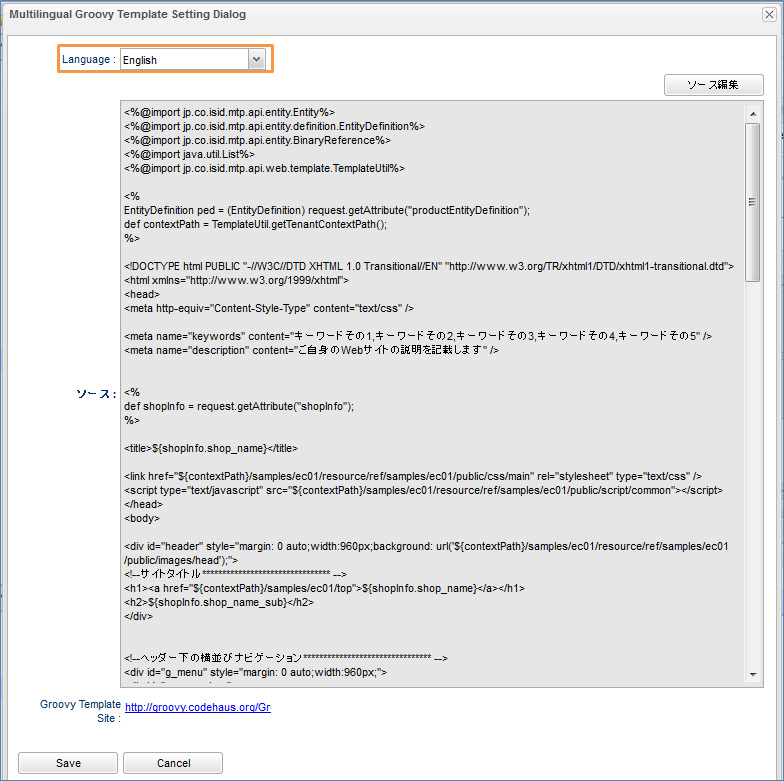 Multilingual Groovy Template Setting Dialog
Language : English
ソース編集
<%@import jp.co.isid.mtp.api.entity.Entity%>
<%@import jp.co.isid.mtp.api.entity.definition.EntityDefinition%>
<%@import jp.co.isid.mtp.api.entity.BinaryReference%>
<%@import java.util.List%>
<%@import jp.co.isid.mtp.api.web.template.TemplateUtil%>
<%
EntityDefinition ped = (EntityDefinition) request.getAttribute("productEntityDefinition");
def contextPath = TemplateUtil.getTenantContextPath();
%>
<!DOCTYPE html PUBLIC "-//W3C//DTD XHTML 1.0 Transitional//EN" "http://www.w3.org/TR/xhtml1/DTD/xhtml1-transitional.dtd">
<html xmlns="http://www.w3.org/1999/xhtml">
<head>
<meta http-equiv="Content-Style-Type" content="text/css" />
<meta name="keywords" content="キーワードその1,キーワードその2,キーワードその3,キーワードその4,キーワードその5" />
<meta name="description" content="ご自身のWebサイトの説明を記載します" />
ソース :
<%
def shopInfo = request.getAttribute("shopInfo");
%>
<title>${shopInfo.shop_name}</title>
<link href="${contextPath}/samples/ec01/resource/ref/samples/ec01/public/css/main" rel="stylesheet" type="text/css" />
<script type="text/javascript" src="${contextPath}/samples/ec01/resource/ref/samples/ec01/public/script/common"></script>
</head>
<body>
<div id="header" style="margin: 0 auto;width:960px;background: url('${contextPath}/samples/ec01/resource/ref/samples/ec01
/public/images/head');">
<!--サイトタイトル******************************** -->
<h1><a href="${contextPath}/samples/ec01/top">${shopInfo.shop_name}</a></h1>
<h2>${shopInfo.shop_name_sub}</h2>
</div>
<!--ヘッダー下の横並びナビゲーション******************************** -->
<div id="g_menu" style="margin: 0 auto;width:960px;">
Groovy Template
Site :
http://groovy.codehaus.org/Gr
Save
Cancel